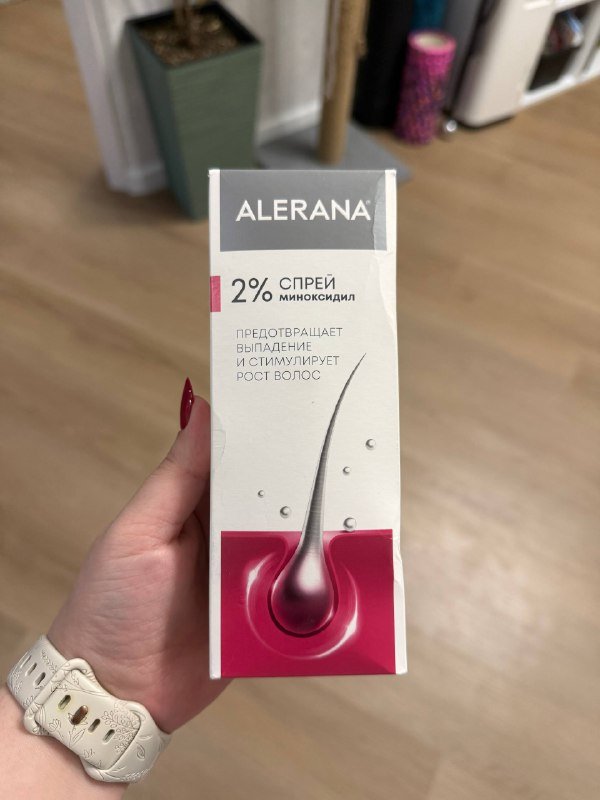 ALERANA®
2% СПРЕЙ
МИНОКСИДИЛ
ПРЕДОТВРАЩАЕТ
ВЫПАДЕНИЕ
И СТИМУЛИРУЕТ
РОСТ ВОЛОС